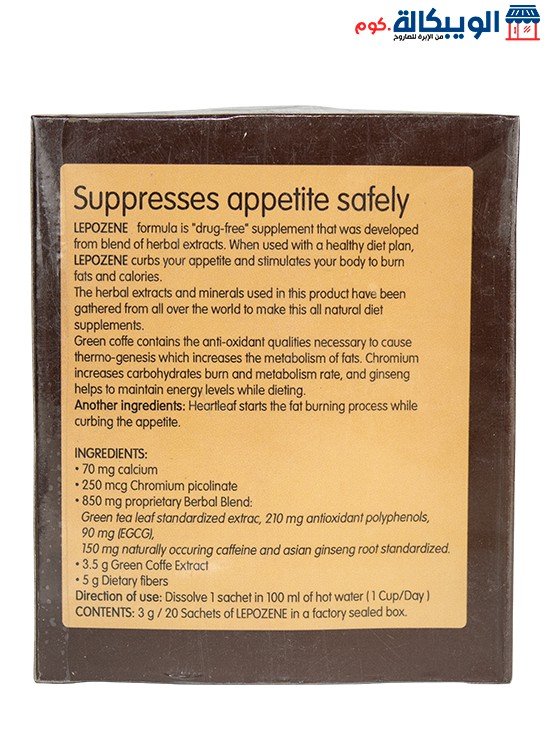 الويبكالة.كوم
من الإبرة للصاروخ
Suppresses appetite safely
LEPOZENE formula is "drug-free" supplement that was developed
from blend of herbal extracts. When used with a healthy diet plan,
LEPOZENE curbs your appetite and stimulates your body to burn
fats and calories.
The herbal extracts and minerals used in this product have been
gathered from all over the world to make this all natural diet
supplements.
Green coffe contains the anti-oxidant qualities necessary to cause
thermo-genesis which increases the metabolism of fats. Chromium
increases carbohydrates burn and metabolism rate, and ginseng
helps to maintain energy levels while dieting.
Another ingredients: Heartleaf starts the fat burning process while
curbing the appetite.
INGREDIENTS:
• 70 mg calcium
• 250 mcg Chromium picolinate
• 850 mg proprietary Berbal Blend:
Green tea leaf standardized extrac, 210 mg antioxidant polyphenols,
90 mg (EGCG),
150 mg naturally occuring caffeine and asian ginseng root standardized.
• 3.5 g Green Coffe Extract
• 5 g Dietary fibers
Direction of use: Dissolve 1 sachet in 100 ml of hot water ( 1 Cup/Day )
CONTENTS: 3 g / 20 Sachets of LEPOZENE in a factory sealed box.